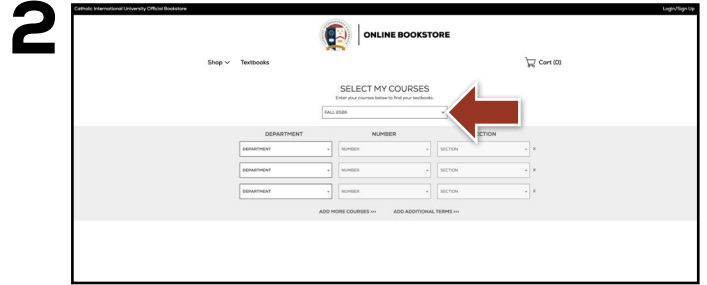 2
Catholic International University Official Bookstore Login/Sign Up
ONLINE BOOKSTORE
Shop Textbooks Cart (0)
SELECT MY COURSES
Enter your courses below to find your textbooks.
FALL 2026
DEPARTMENT NUMBER CTION
DEPARTMENT NUMBER SECTION
DEPARTMENT NUMBER SECTION
DEPARTMENT NUMBER SECTION
ADD MORE COURSES >>> ADD ADDITIONAL TERMS >>>